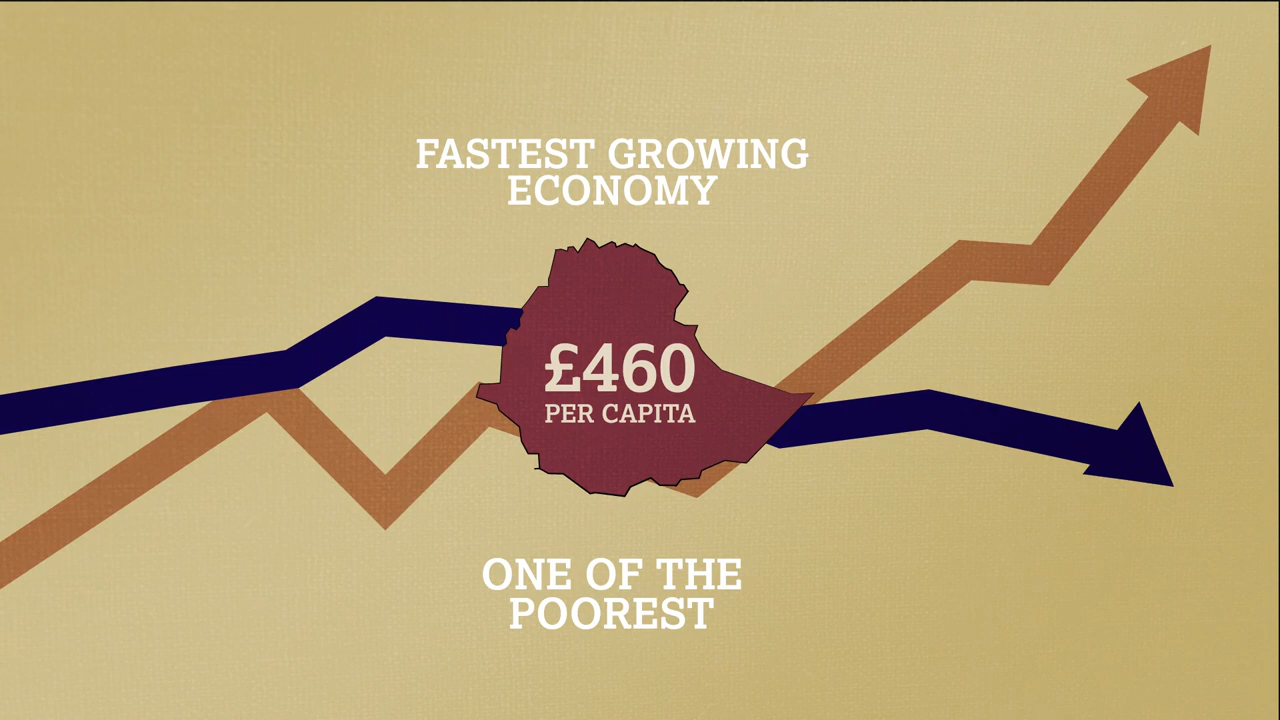 FASTEST GROWING
ECONOMY
£460
PER CAPITA
ONE OF THE
POOREST